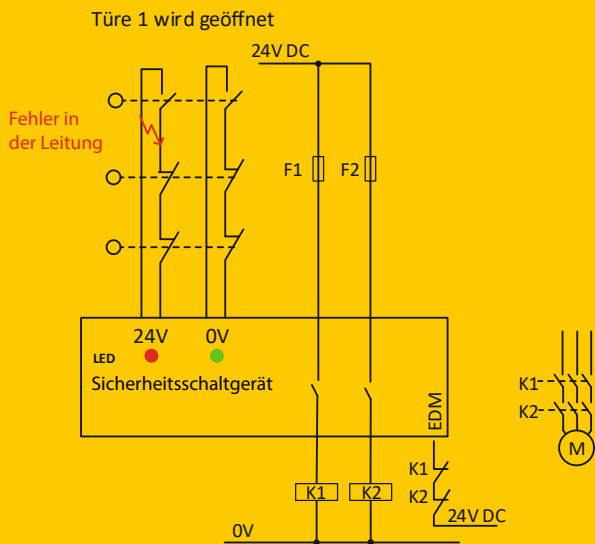 Türe 1 wird geöffnet
24V DC
Fehler in
der Leitung
F1
F2
24V
0V
LED
Sicherheitsschaltgerät
EDM
K1
K2
M
K1
K2
K1
K2
24V DC
0V